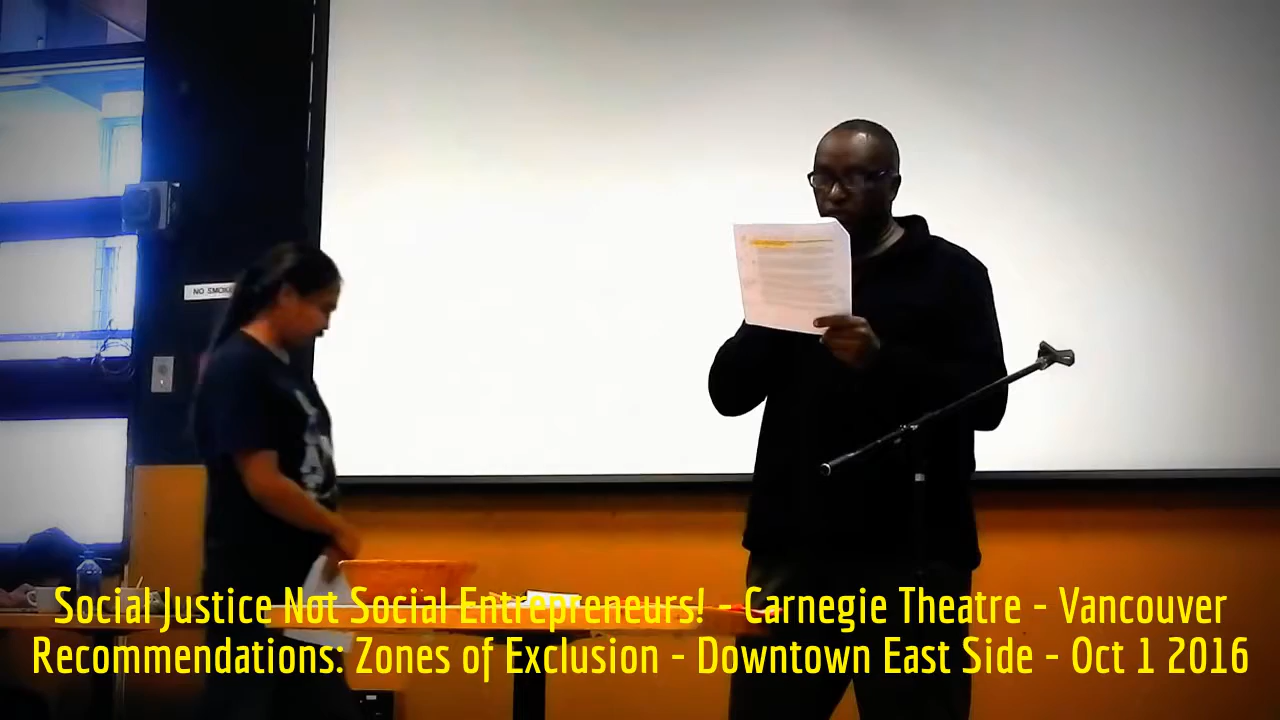 NO SMOKI
Social Justice Not Social Entrepreneurs! - Carnegie Theatre - Vancouver
Recommendations: Zones of Exclusion - Downtown East Side - Oct 1 2016